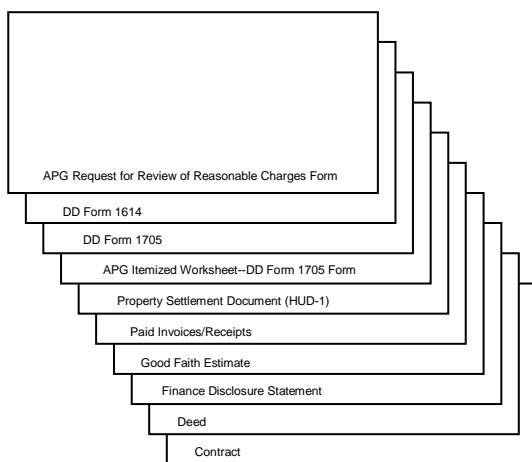 APG Request for Review of Reasonable Charges Form
DD Form 1614
DD Form 1705
APG Itemized Worksheet--DD Form 1705 Form
Property Settlement Document (HUD-1)
Paid Invoices/Receipts
Good Faith Estimate
Finance Disclosure Statement
Deed
Contract